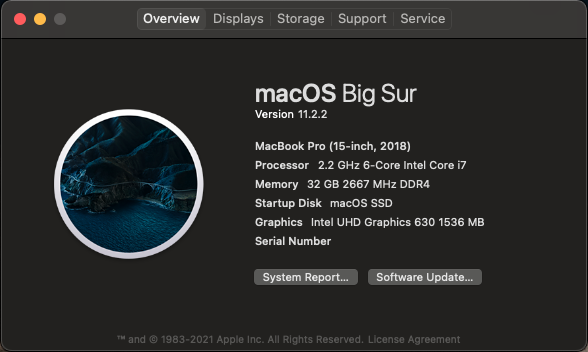 Overview Displays Storage Support Service
macOS Big Sur
Version 11.2.2
MacBook Pro (15-inch, 2018)
Processor 2.2 GHz 6-Core Intel Core i7
Memory 32 GB 2667 MHz DDR4
Startup Disk macOS SSD
Graphics Intel UHD Graphics 630 1536 MB
Serial Number
System Report... Software Update...
™ and © 1983-2021 Apple Inc. All Rights Reserved. License Agreement